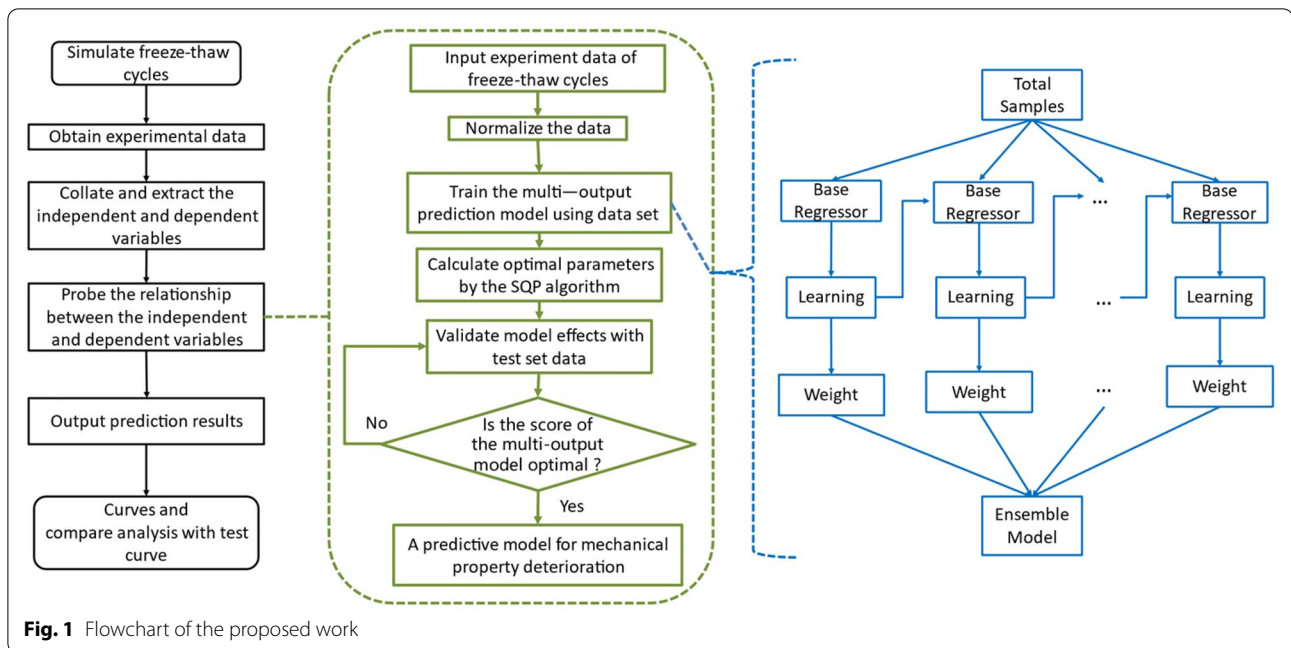 Simulate freeze-thaw
cycles
Obtain experimental data
Collate and extract the
independent and dependent
variables
Probe the relationship
between the independent
and dependent variables
Output prediction results
Curves and
compare analysis with test
curve
Input experiment data of
freeze-thaw cycles
Normalize the data
Train the multi—output
prediction model using data set
Calculate optimal parameters
by the SQP algorithm
Validate model effects with
test set data
No
Is the score of
the multi-output
model optimal ?
Yes
A predictive model for mechanical
property deterioration
Total
Samples
Base
Regressor
Base
Regressor
...
Base
Regressor
Learning
Learning
...
Learning
Weight
Weight
...
Weight
Ensemble
Model
Fig. 1 Flowchart of the proposed work